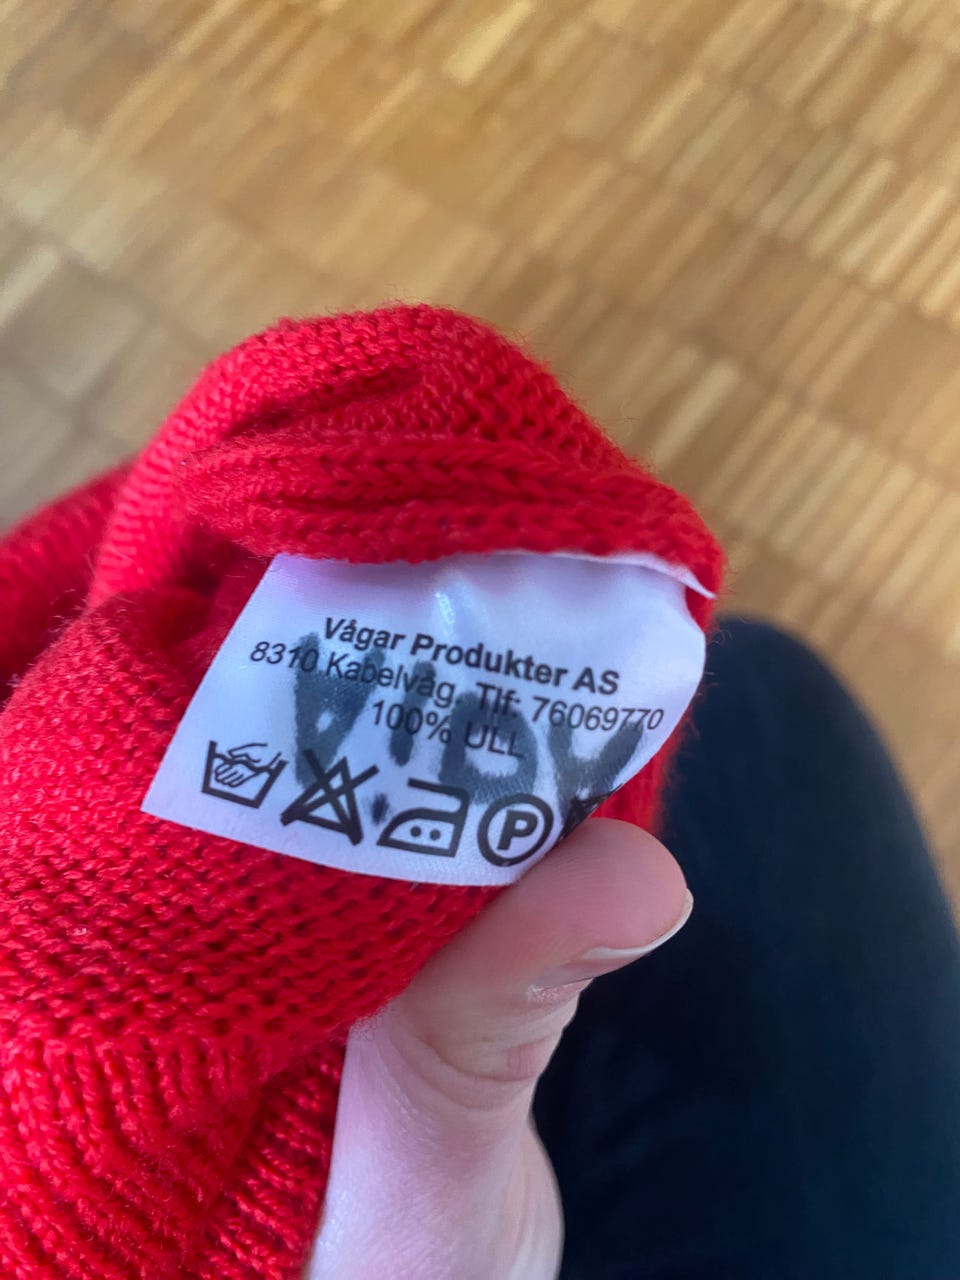 Vågar Produkter AS
8310 Kabelvåg. Tlf: 76069770
100% ULL
P